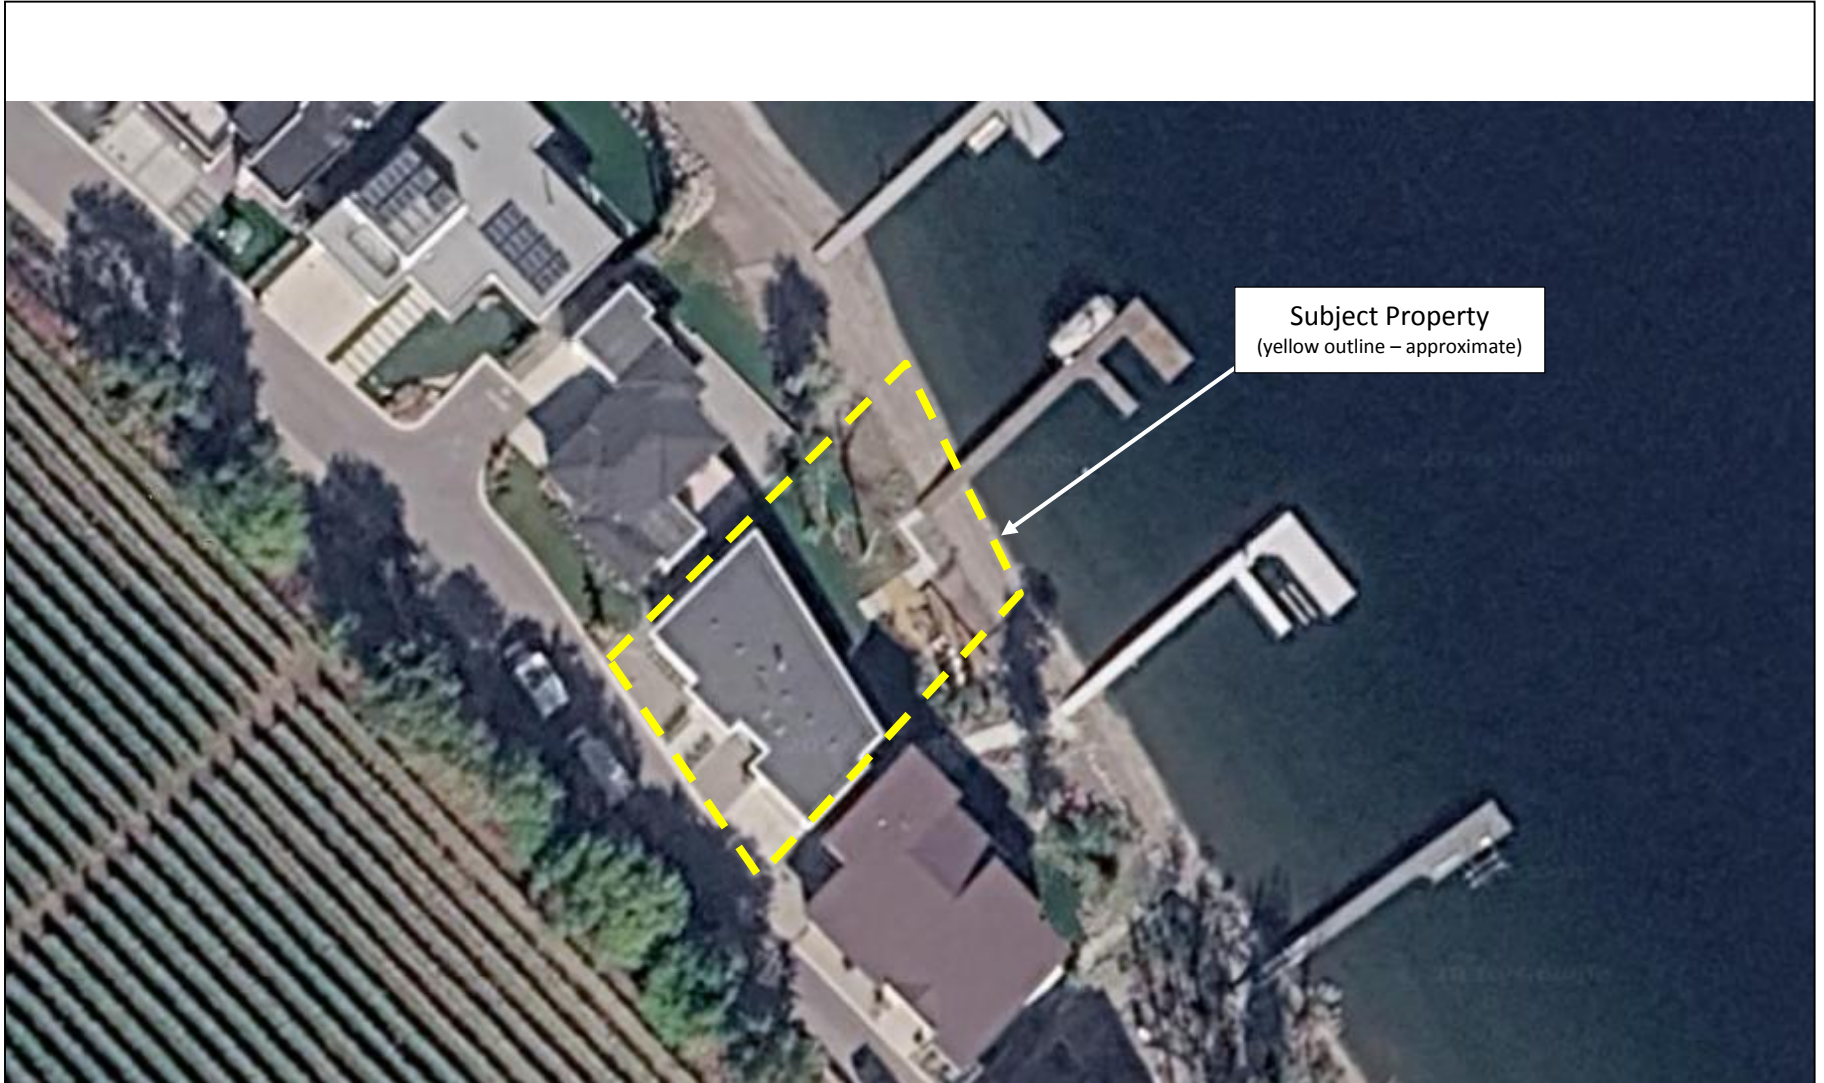 Subject Property
(yellow outline – approximate)